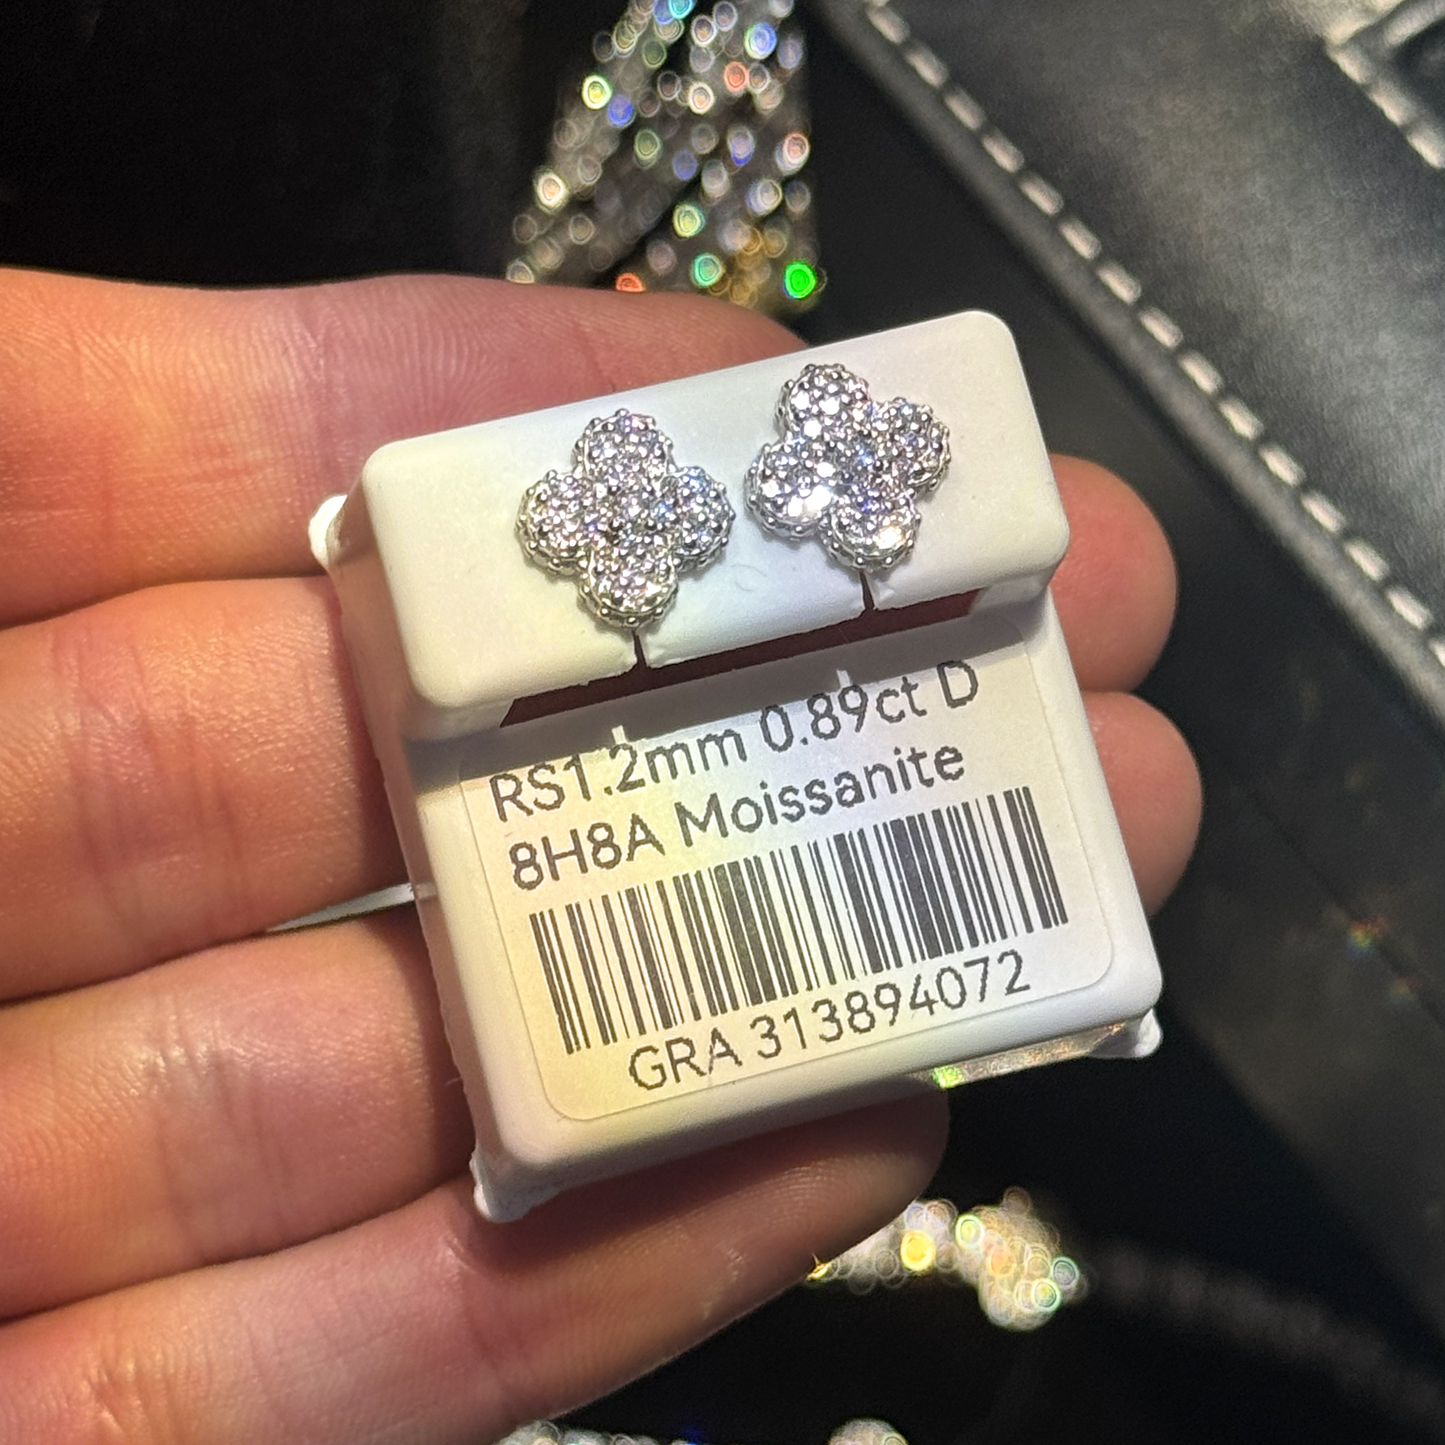 RS1.2mm 0.89ct D
8H8A Moissanite
GRA 313894072